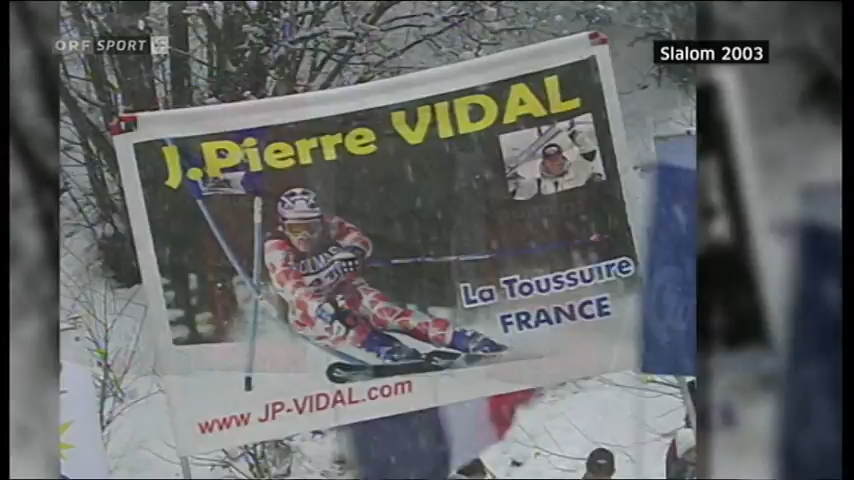 ORF SPORT
Slalom 2003
J.Pierre VIDAL
La Toussuire
FRANCE
www.JP-VIDAL.com